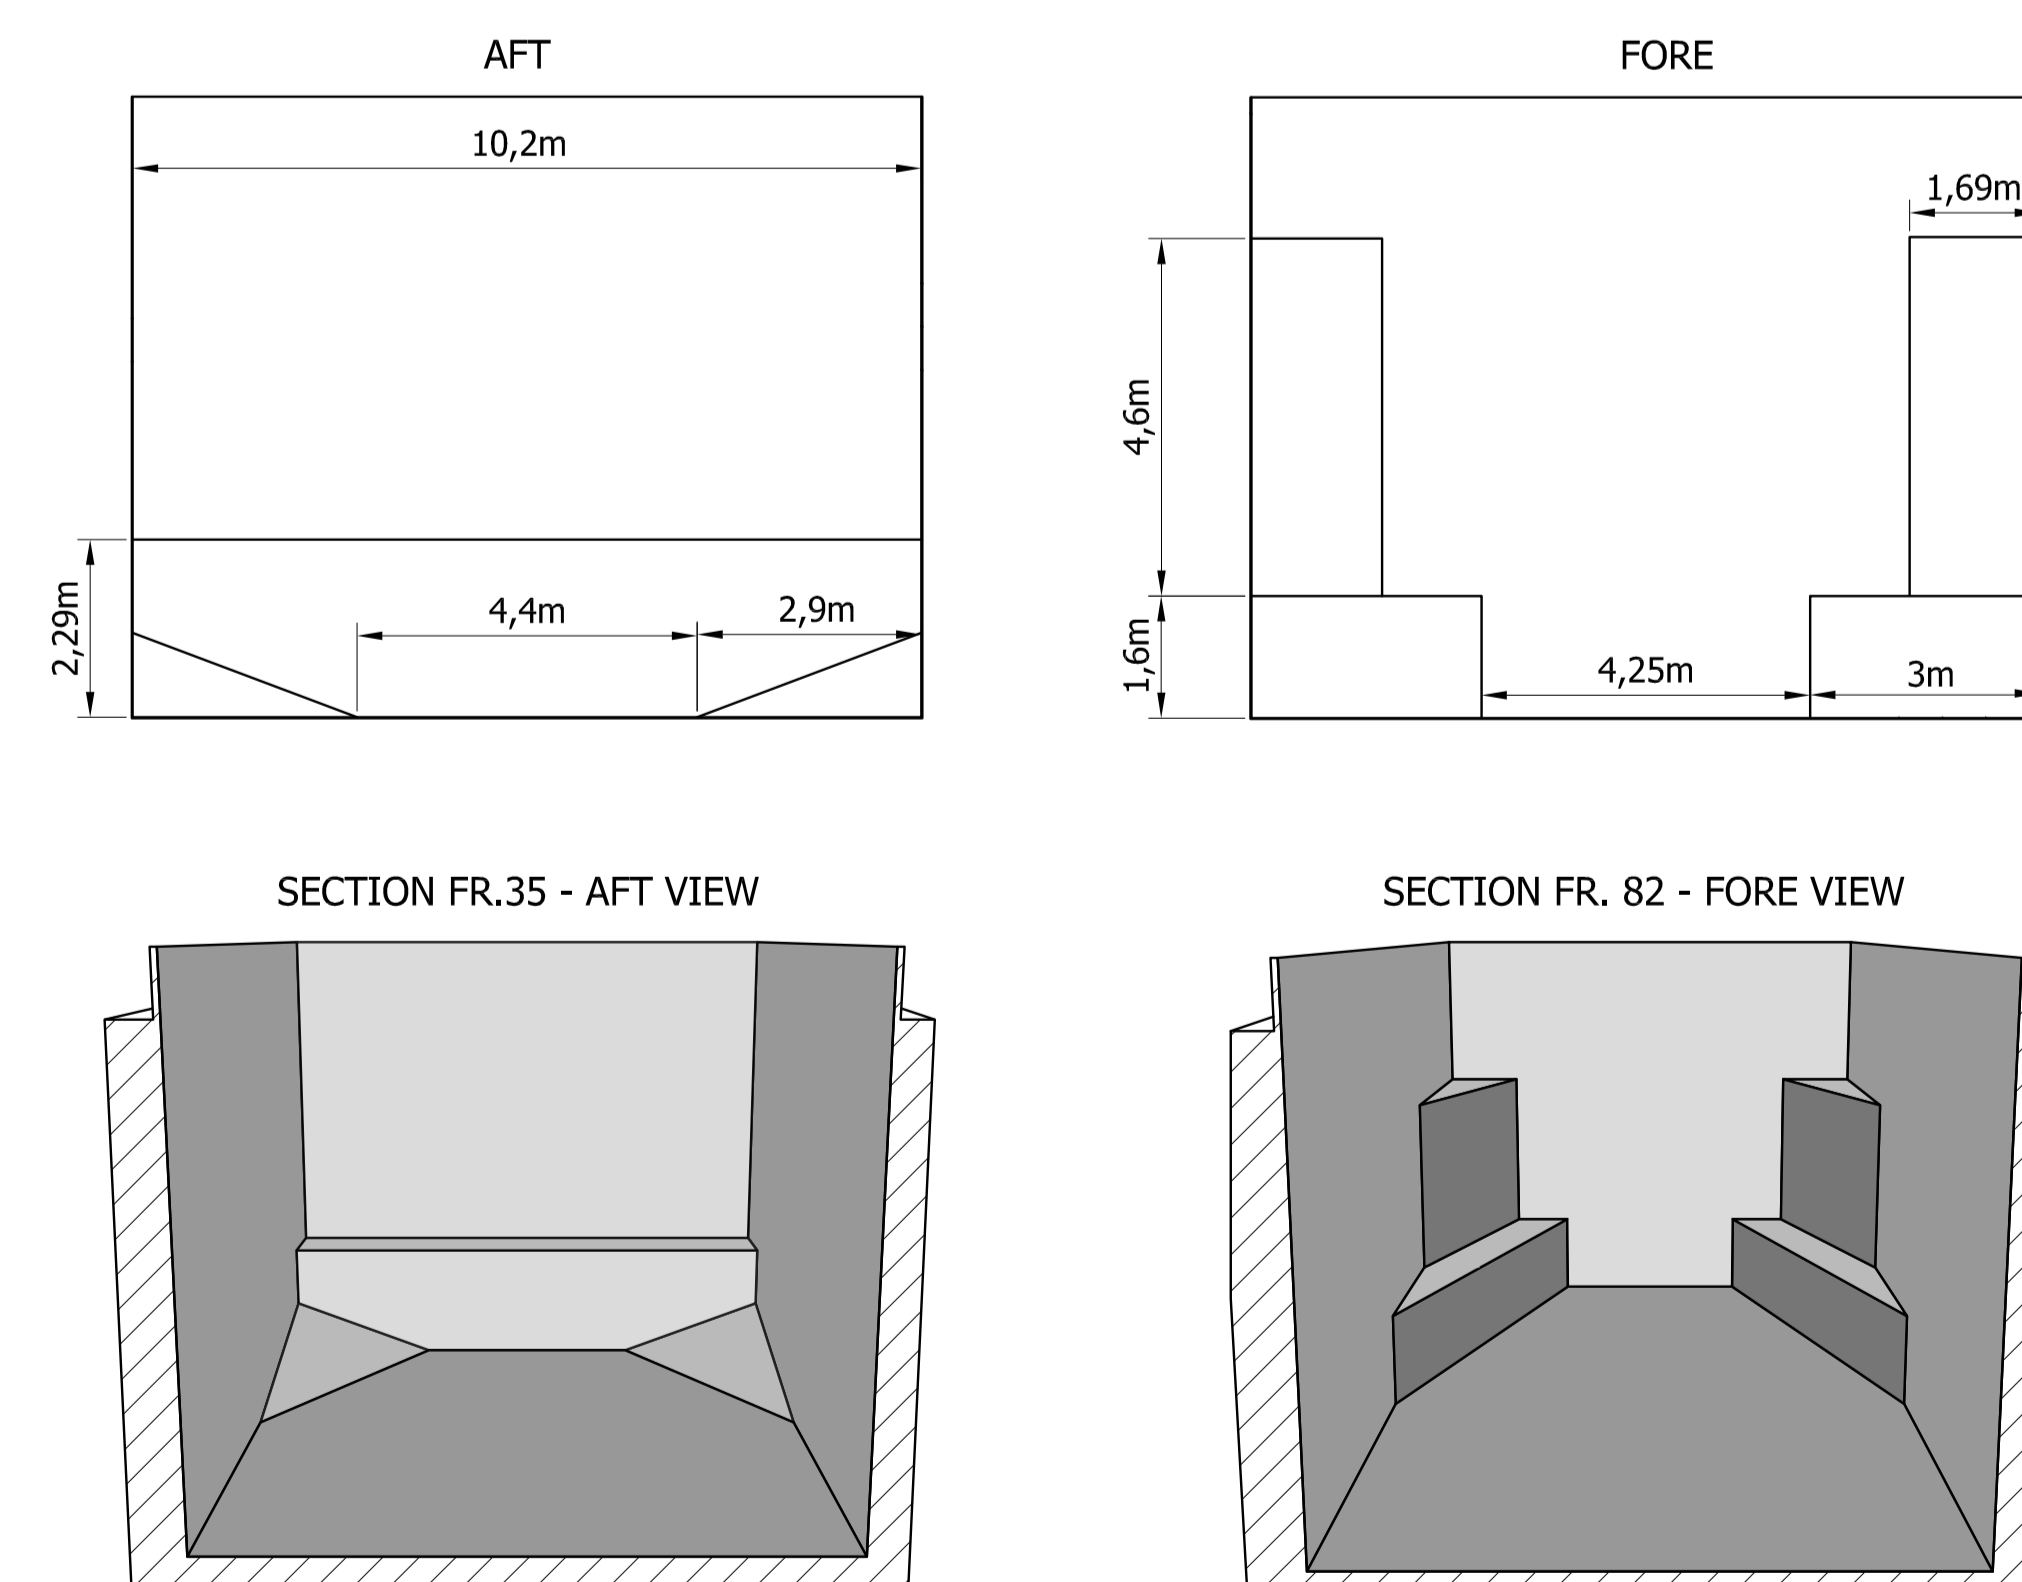 AFT
FORE
10,2m
1,69m
4,6m
2,29m
4,4m
2,9m
1,6m
4,25m
3m
SECTION FR.35 - AFT VIEW
SECTION FR. 82 - FORE VIEW